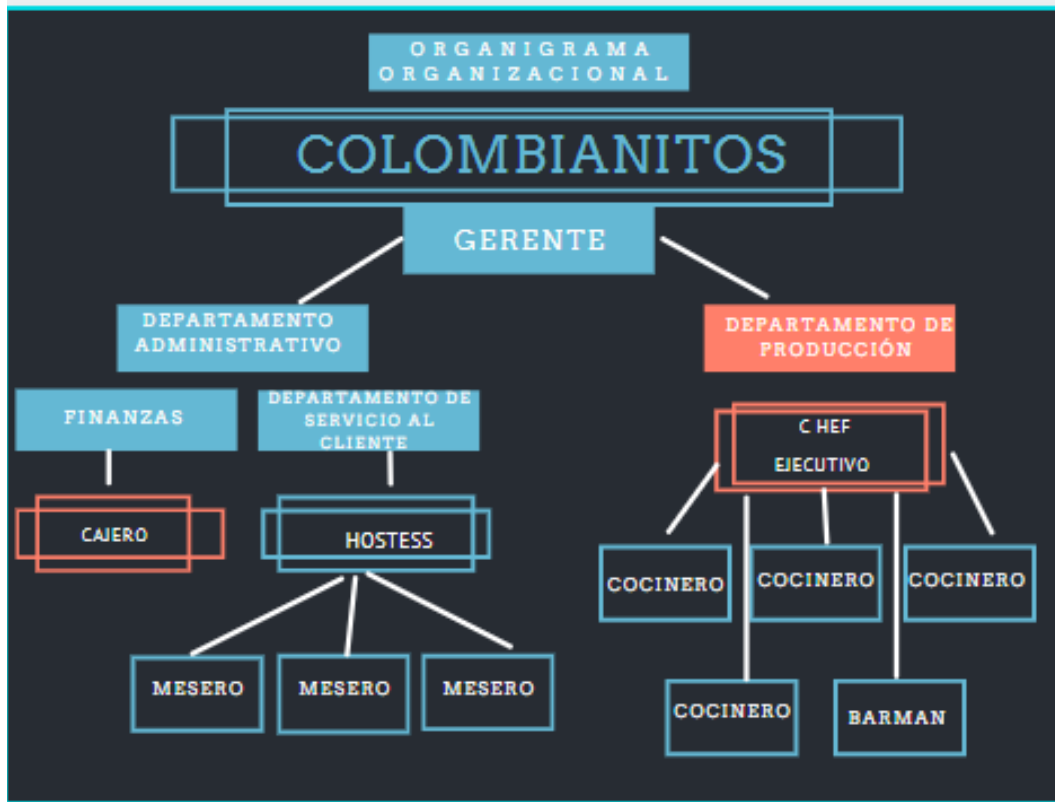 ORGANIGRAMA
ORGANIZACIONAL
COLOMBIANITOS
GERENTE
DEPARTAMENTO
ADMINISTRATIVO
DEPARTAMENTO DE
PRODUCCIÓN
FINANZAS
DEPARTAMENTO DE
SERVICIO AL
CLIENTE
C HEF
EJECUTIVO
CAJERO
HOSTESS
COCINERO
COCINERO
COCINERO
MESERO
MESERO
MESERO
COCINERO
BARMAN